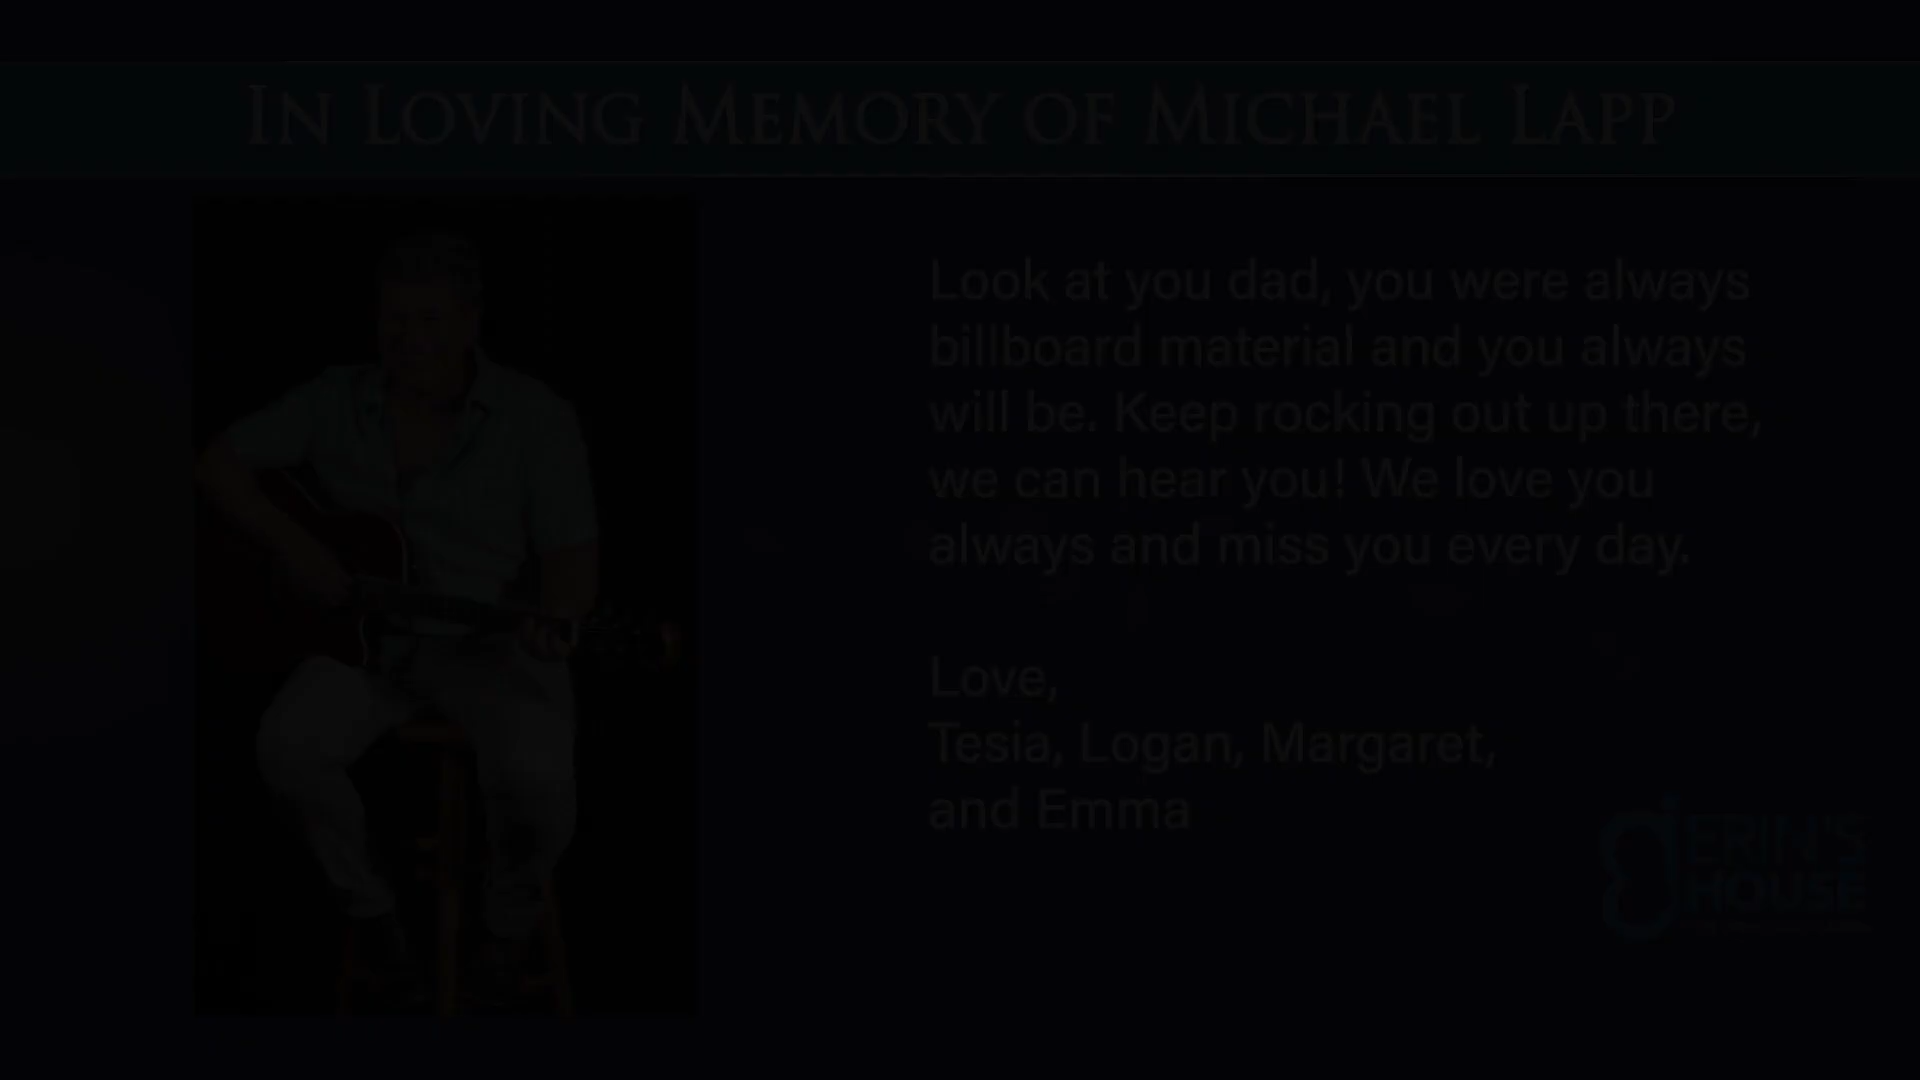 In Loving Memory of Michael Lapp
Look at you dad, you were always
billboard material and you always
will be. Keep rocking out up there,
we can hear you! We love you
always and miss you every day.
Love,
Tesia, Logan, Margaret,
and Emma
ERIN'S
HOUSE